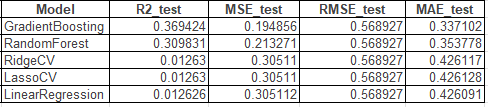 Model R2_test MSE_test RMSE_test MAE_test
GradientBoosting 0.369424 0.194856 0.568927 0.337102
RandomForest 0.309831 0.213271 0.568927 0.353778
RidgeCV 0.01263 0.30511 0.568927 0.426117
LassoCV 0.01263 0.30511 0.568927 0.426128
LinearRegression 0.012626 0.305112 0.568927 0.426091